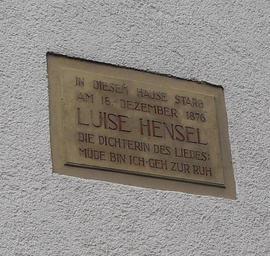 IN DIESEM HAUSE STARB
AM 18. DEZEMBER 1876
LUISE HENSEL
DIE DICHTERIN DES LIEDES:
MÜDE BIN ICH·GEH ZUR RUH